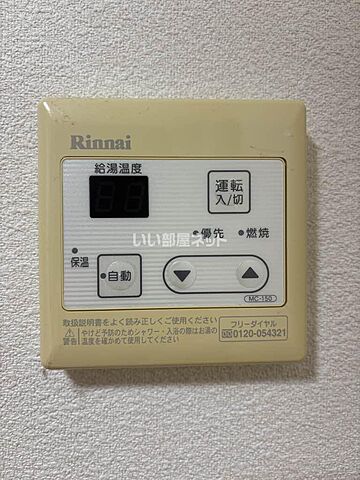 Rinnai
給湯温度
運転
入/切
優先
燃焼
いい部屋ネット
保温
自動
MC-150
取扱説明書をよく読み正しくご使用ください
警告
やけど予防のためシャワー・入浴の際はお湯の
温度を確かめて使用してください
フリーダイヤル
0120-054321